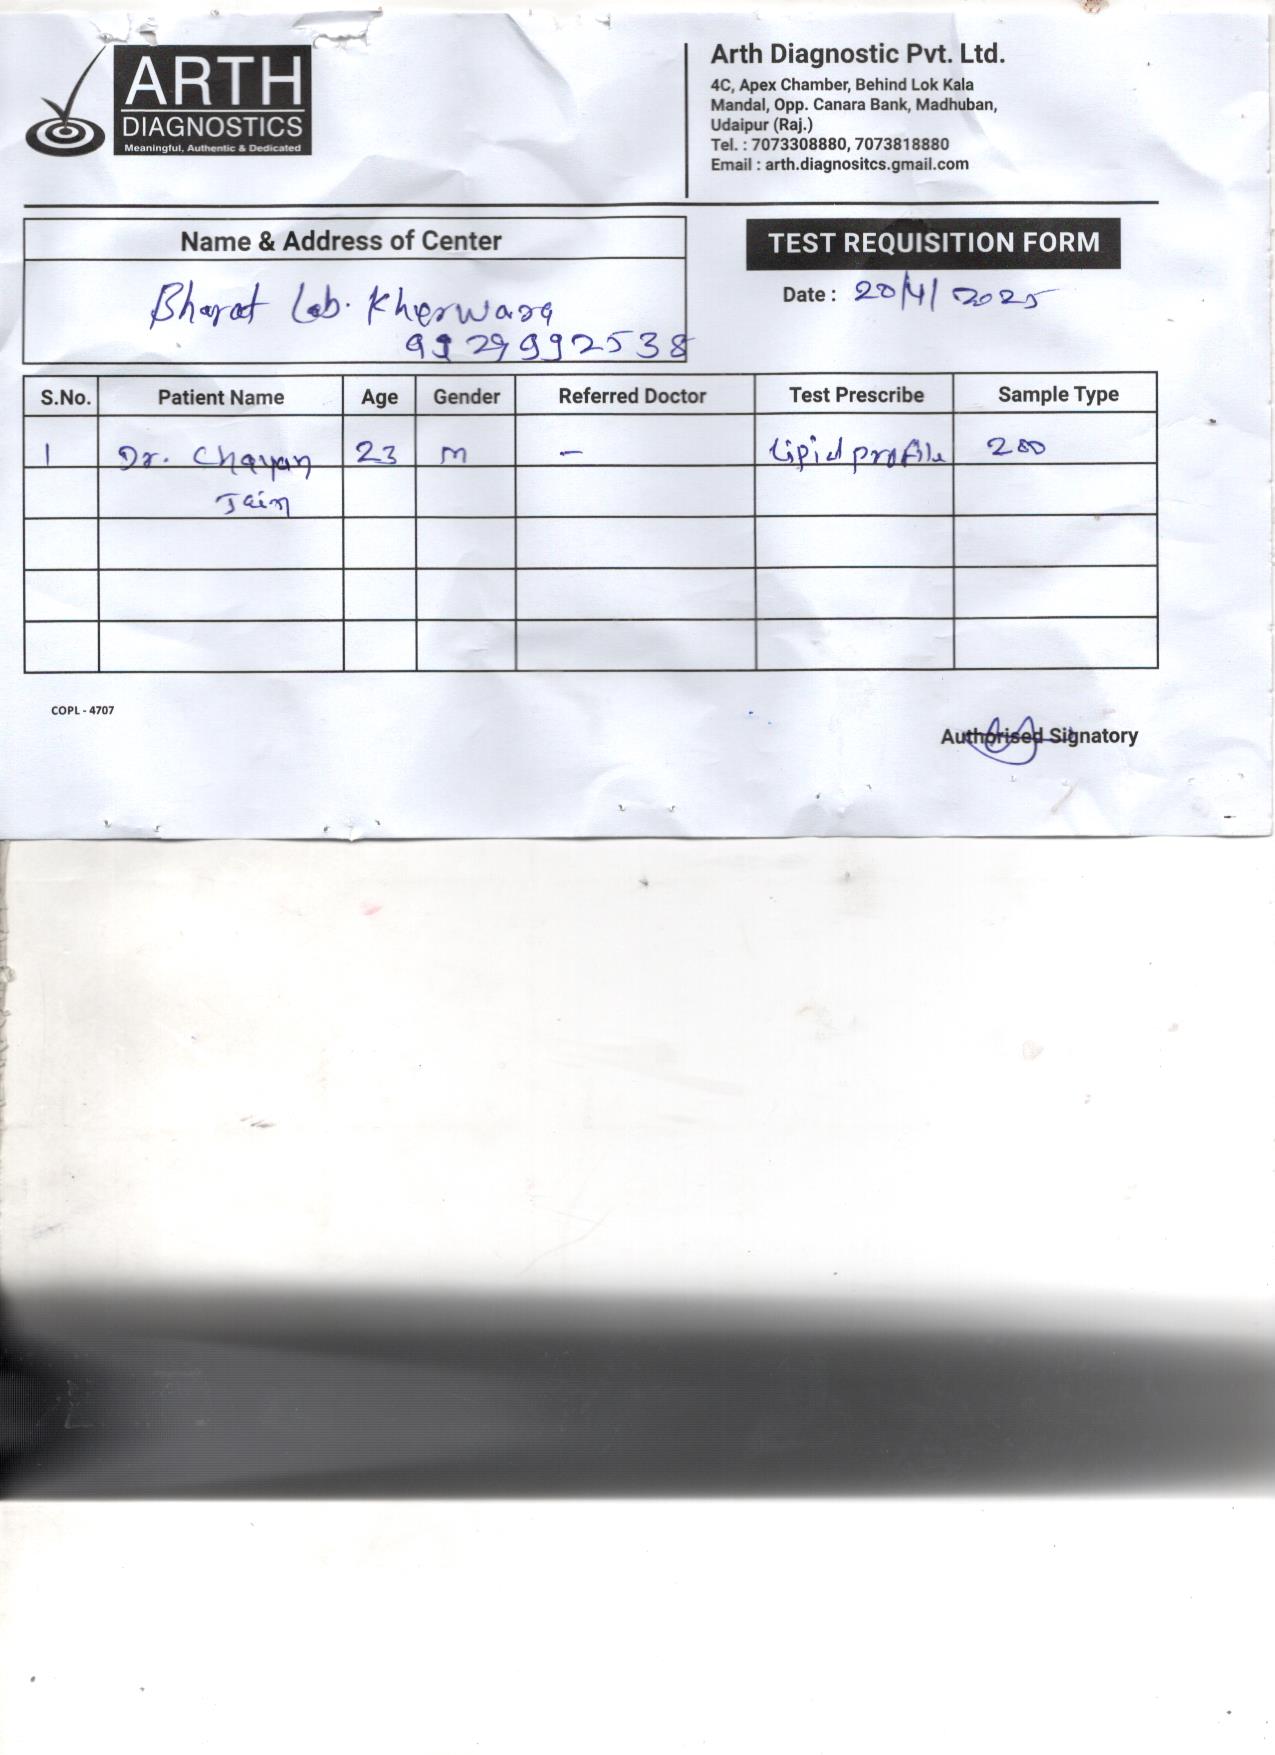 ARTH
DIAGNOSTICS
Meaningful, Authentic & Dedicated
Arth Diagnostic Pvt. Ltd.
4C, Apex Chamber, Behind Lok Kala
Mandal, Opp. Canara Bank, Madhuban,
Udaipur (Raj.)
Tel. : 7073308880, 7073818880
Email : arth.diagnositcs.gmail.com
Name & Address of Center
Bharat Lab. Kherwara
9929992538
TEST REQUISITION FORM
Date : 20/4/2025
S.No. Patient Name Age Gender Referred Doctor Test Prescribe Sample Type
1 Dr. Chayan 23 M – Lipid profile 200
Jain
COPL - 4707
Authorised Signatory